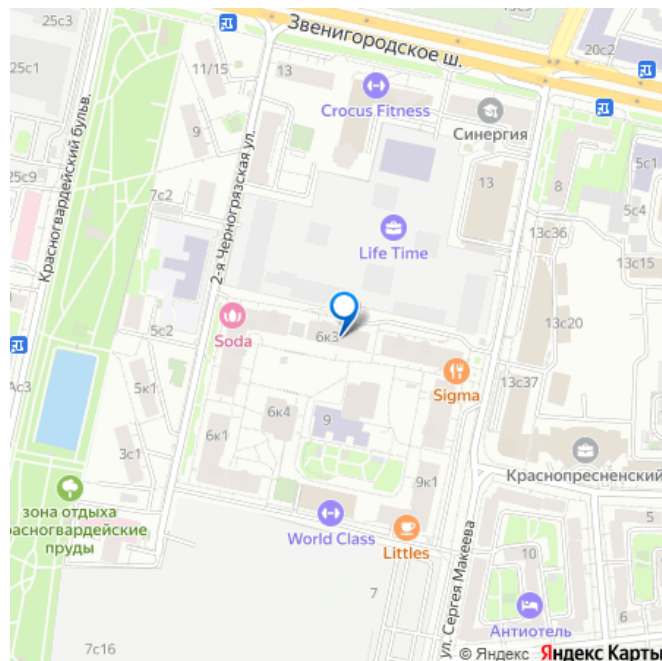 25с3
Звенигородское ш.
20с2
25с1
11/15
13
Crocus Fitness
Синергия
Красногвардейский бульв.
9
2-я Черногрязская ул.
5с1
25с9
7с2
13
8
5с4
Life Time
13с36
13с15
5с2
Soda
6к3
13с20
5к1
Sigma
13с37
6к4
9
6к1
3с1
Краснопресненский
9к1
зона отдыха
расногвардейские
пруды
World Class
Littles
5
ул. Сергея Макеева
10
7
6
Антиотель
7с16
© Яндекс Яндекс Карты